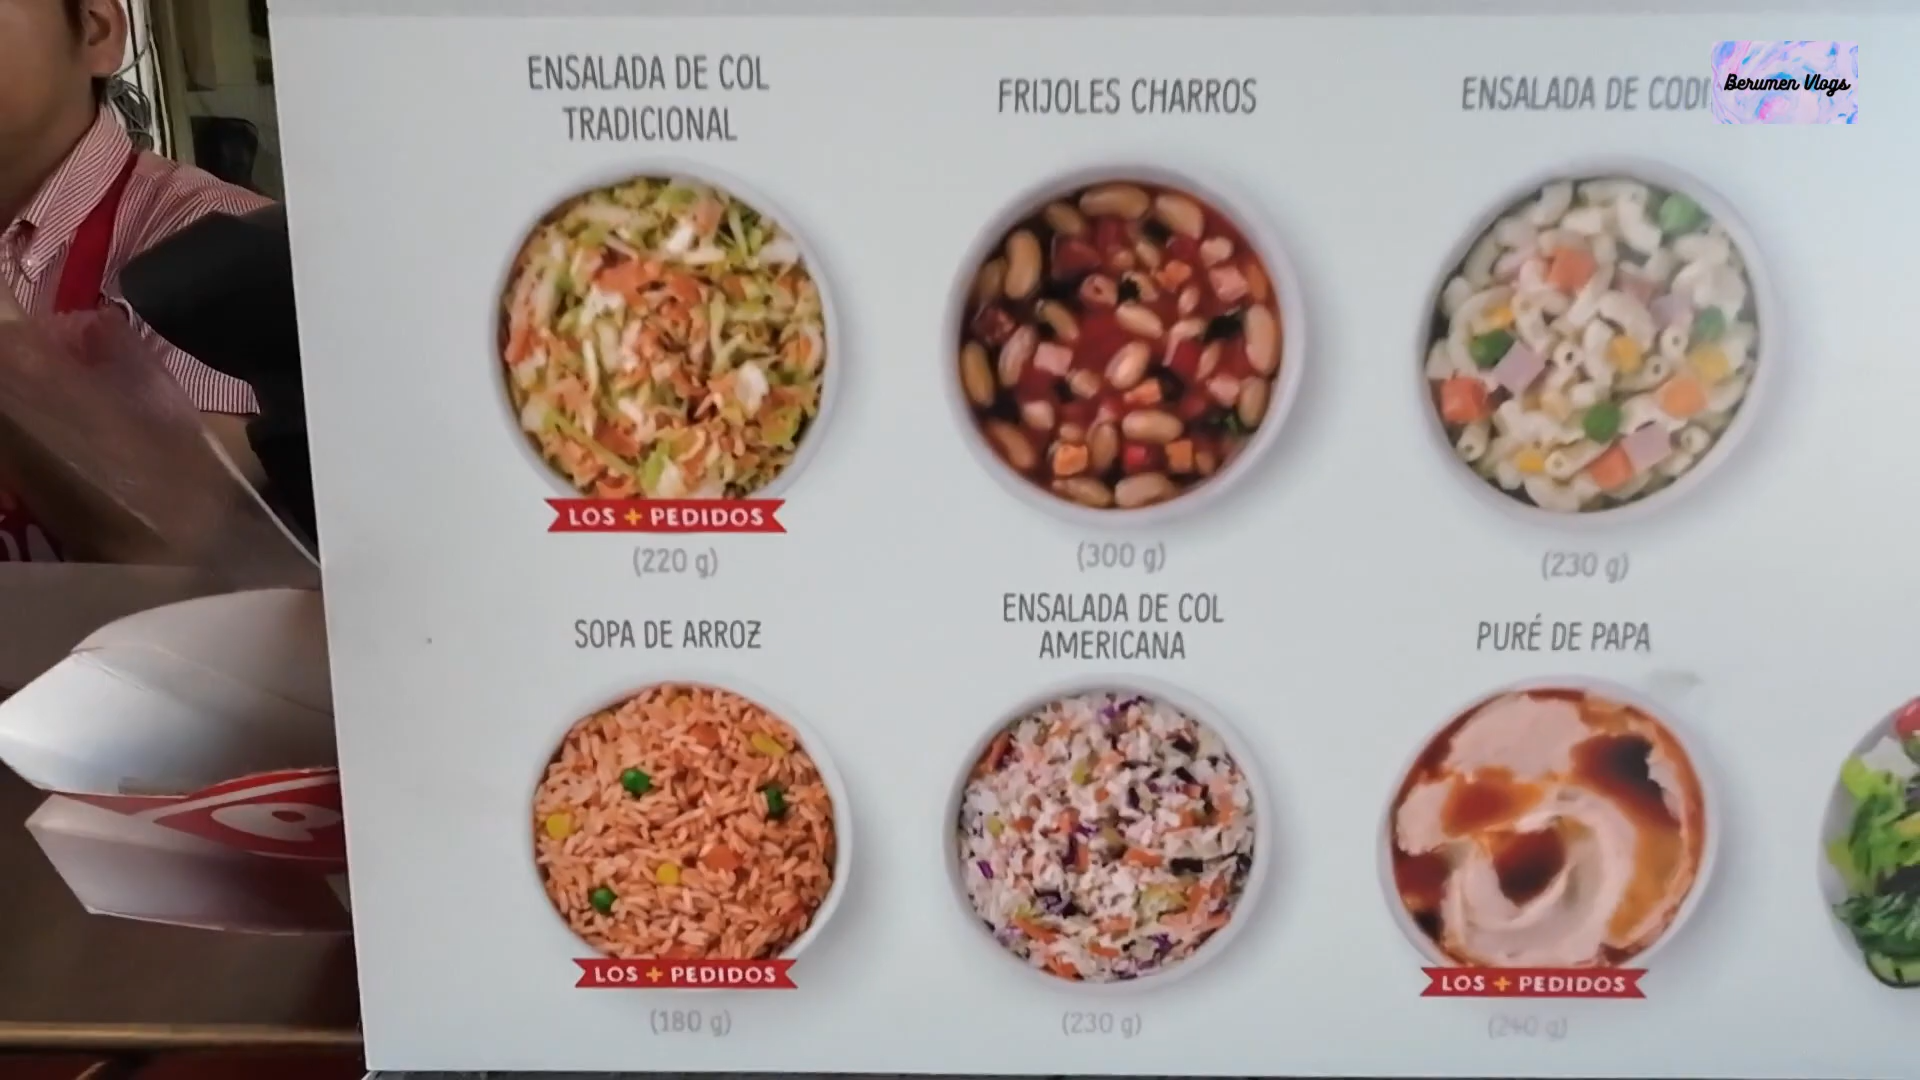 ENSALADA DE COL
TRADICIONAL
LOS + PEDIDOS
(220 g)
FRIJOLES CHARROS
(300 g)
ENSALADA DE CODI
(230 g)
Berumen Vlogs
SOPA DE ARROZ
LOS + PEDIDOS
(180 g)
ENSALADA DE COL
AMERICANA
(230 g)
PURÉ DE PAPA
LOS + PEDIDOS
(240 g)